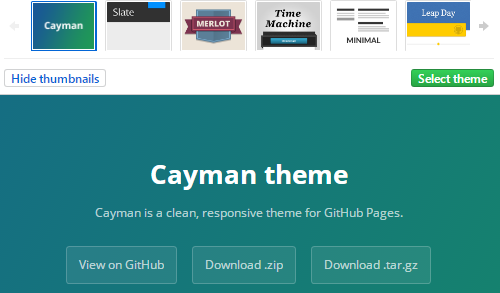 Cayman
Slate
MERLOT
Time
Machine
MINIMAL
Leap Day
Hide thumbnails
Select theme
Cayman theme
Cayman is a clean, responsive theme for GitHub Pages.
View on GitHub
Download .zip
Download .tar.gz